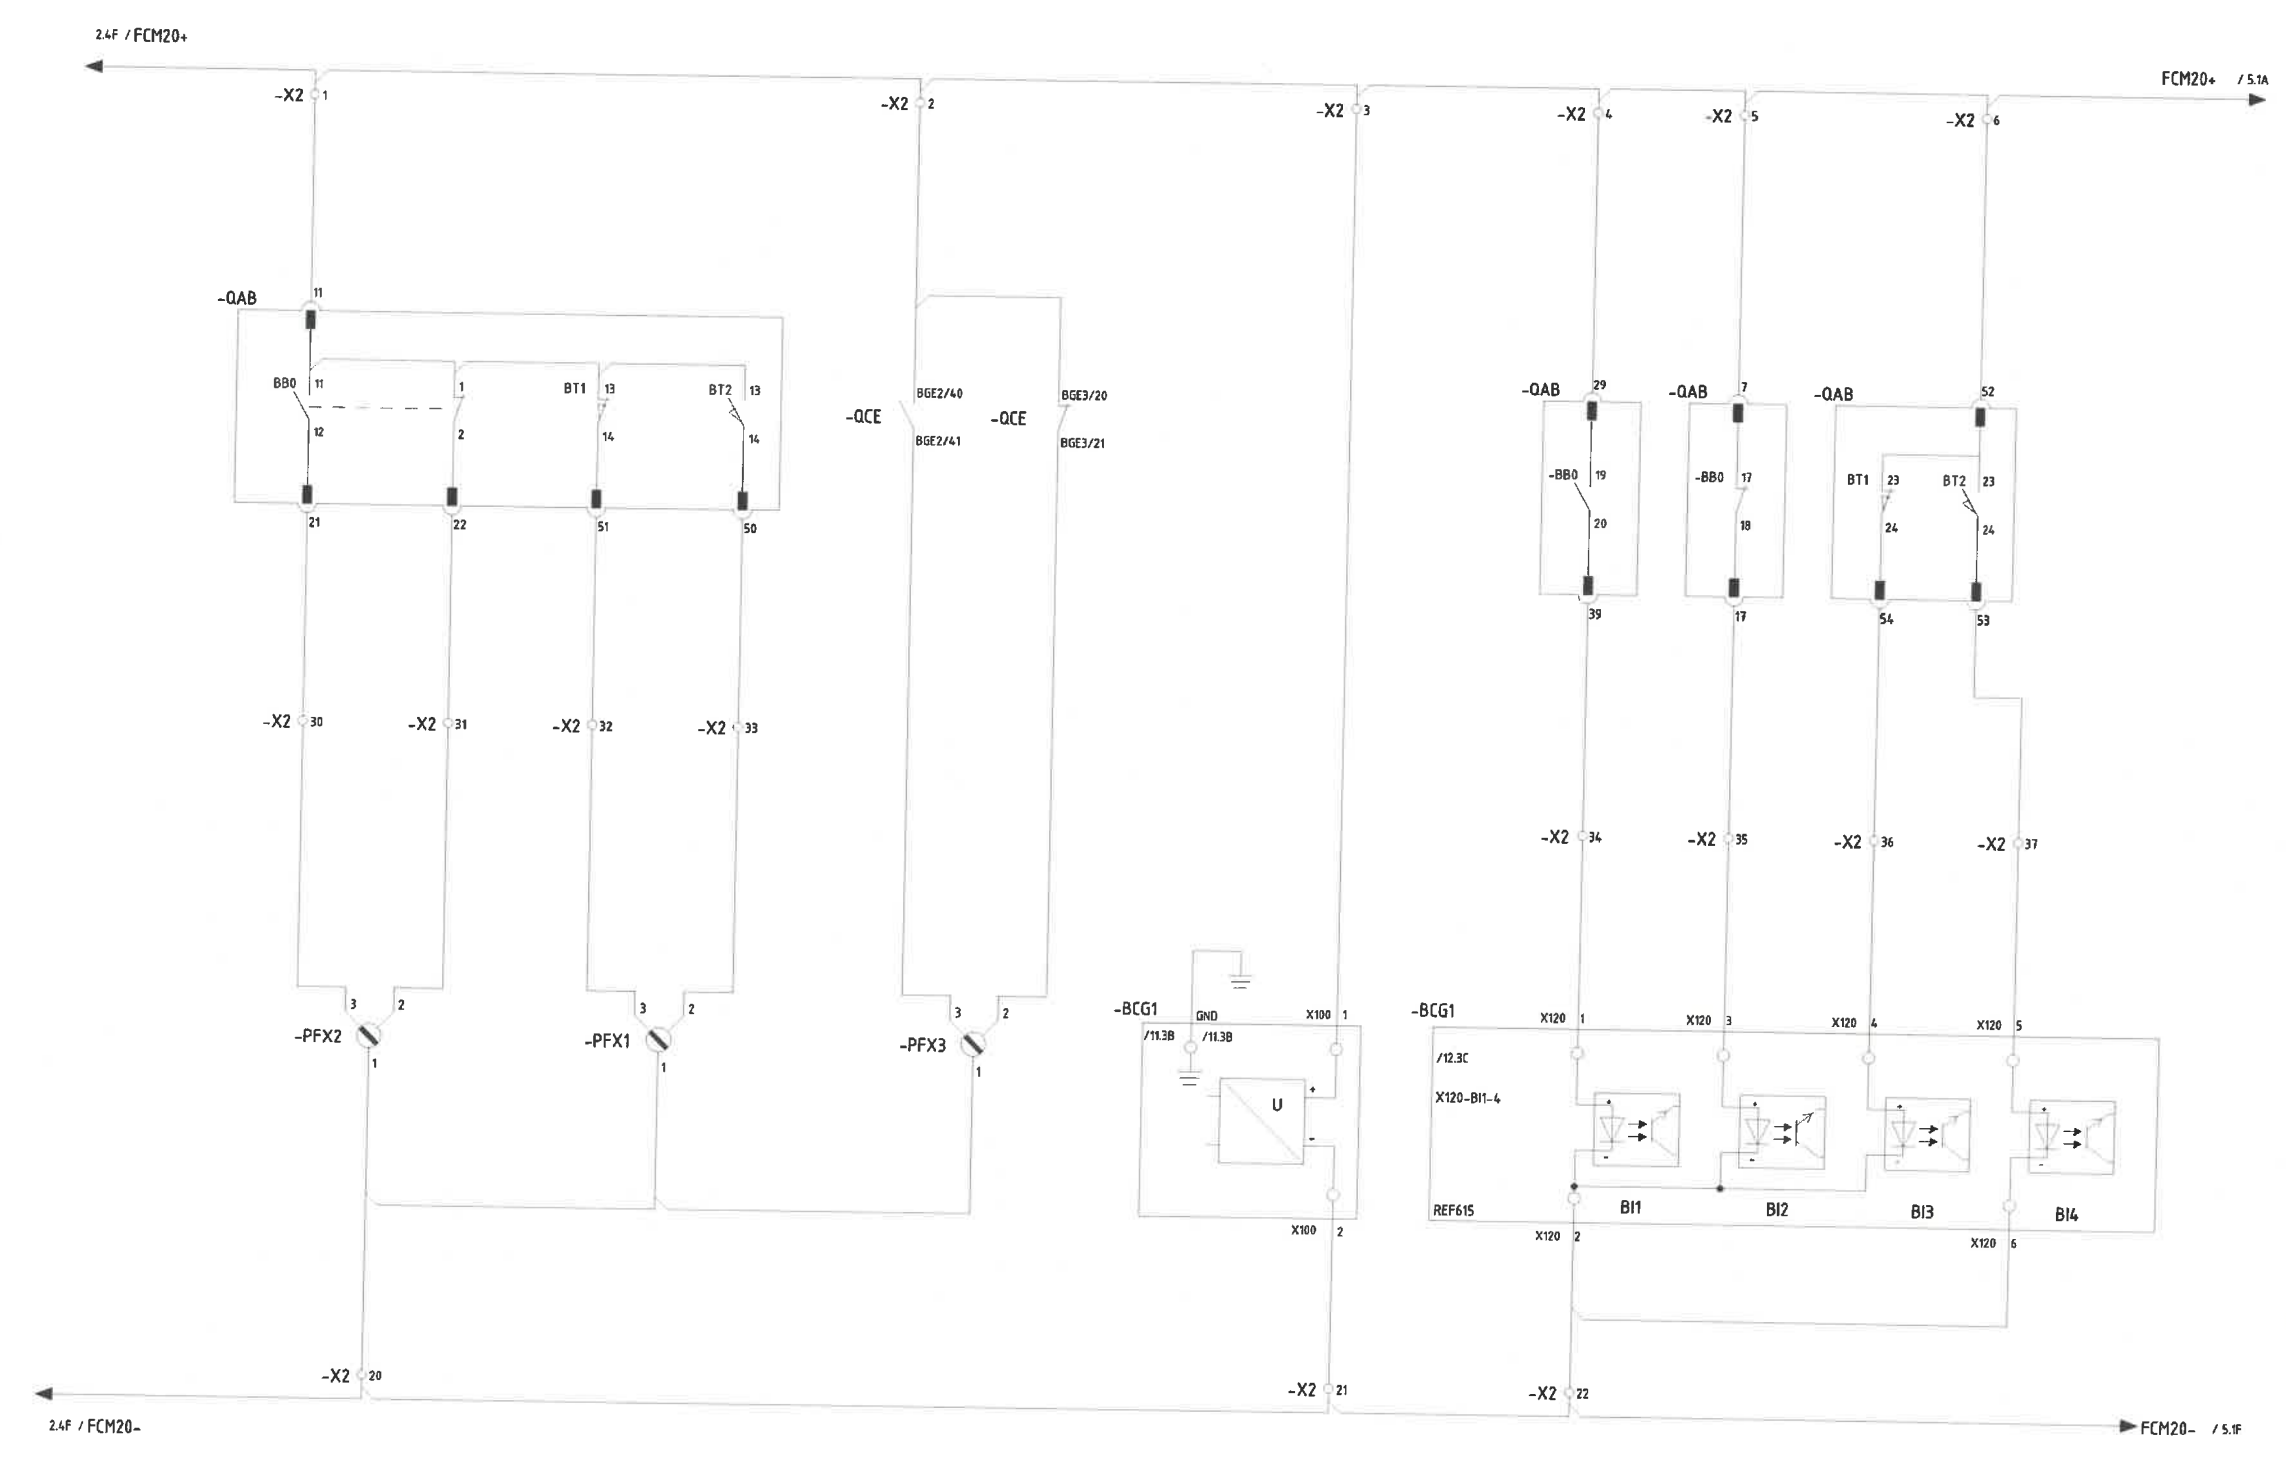 2.4F / FCM20+
FCM20+ / 5.1A
-X2 1
-X2 2
-X2 3
-X2 4
-X2 5
-X2 6
-QAB 11
BB0 11
12
1
2
BT1 13
14
BT2 13
14
21
22
51
50
-QCE BGE2/40
BGE2/41
-QCE BGE3/20
BGE3/21
-QAB 29
-BB0 19
20
39
-QAB 7
-BB0 17
18
17
-QAB 52
BT1 23
24
BT2 23
24
54
53
-X2 30
-X2 31
-X2 32
-X2 33
-X2 34
-X2 35
-X2 36
-X2 37
3 2
-PFX2
1
3 2
-PFX1
1
3 2
-PFX3
1
-BCG1 GND X100 1
/11.3B /11.3B
U + -
X100 2
-BCG1 X120 1 X120 3 X120 4 X120 5
/12.3C
X120-BI1-4
+ + + +
- - - -
REF615 BI1 BI2 BI3 BI4
X120 2 X120 6
-X2 20
-X2 21
-X2 22
2.4F / FCM20-
FCM20- / 5.1F